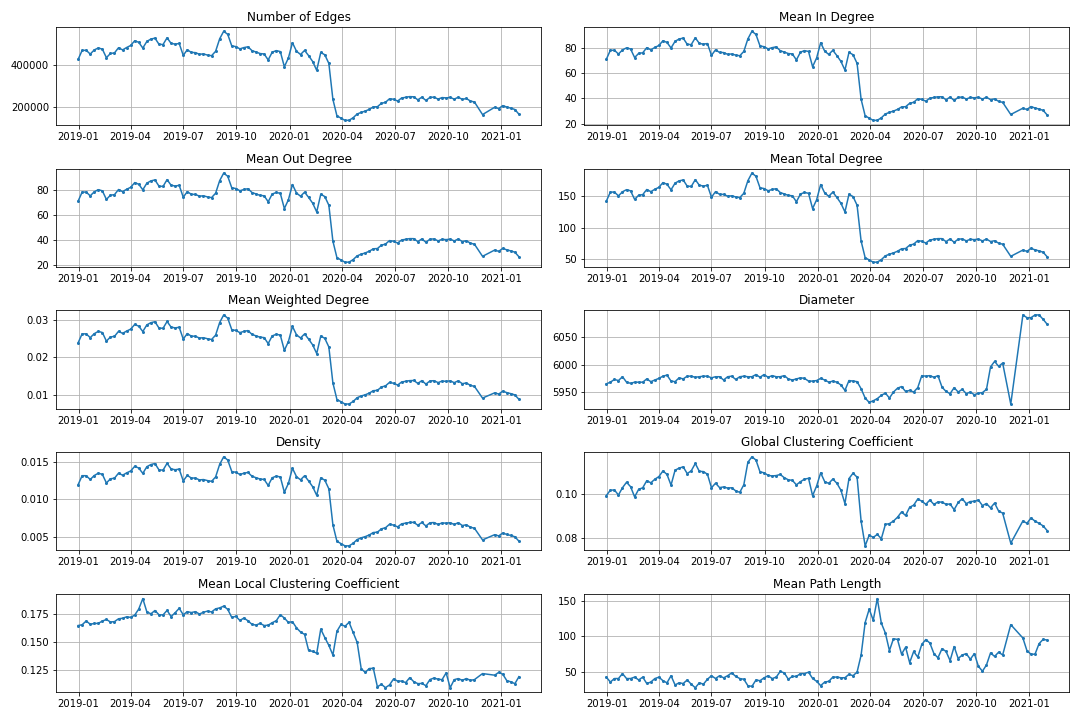 Number of Edges
400000
200000
2019-01 2019-04 2019-07 2019-10 2020-01 2020-04 2020-07 2020-10 2021-01
Mean In Degree
80
60
40
20
2019-01 2019-04 2019-07 2019-10 2020-01 2020-04 2020-07 2020-10 2021-01
Mean Out Degree
80
60
40
20
2019-01 2019-04 2019-07 2019-10 2020-01 2020-04 2020-07 2020-10 2021-01
Mean Total Degree
150
100
50
2019-01 2019-04 2019-07 2019-10 2020-01 2020-04 2020-07 2020-10 2021-01
Mean Weighted Degree
0.03
0.02
0.01
2019-01 2019-04 2019-07 2019-10 2020-01 2020-04 2020-07 2020-10 2021-01
Diameter
6050
6000
5950
2019-01 2019-04 2019-07 2019-10 2020-01 2020-04 2020-07 2020-10 2021-01
Density
0.015
0.010
0.005
2019-01 2019-04 2019-07 2019-10 2020-01 2020-04 2020-07 2020-10 2021-01
Global Clustering Coefficient
0.10
0.08
2019-01 2019-04 2019-07 2019-10 2020-01 2020-04 2020-07 2020-10 2021-01
Mean Local Clustering Coefficient
0.175
0.150
0.125
2019-01 2019-04 2019-07 2019-10 2020-01 2020-04 2020-07 2020-10 2021-01
Mean Path Length
150
100
50
2019-01 2019-04 2019-07 2019-10 2020-01 2020-04 2020-07 2020-10 2021-01